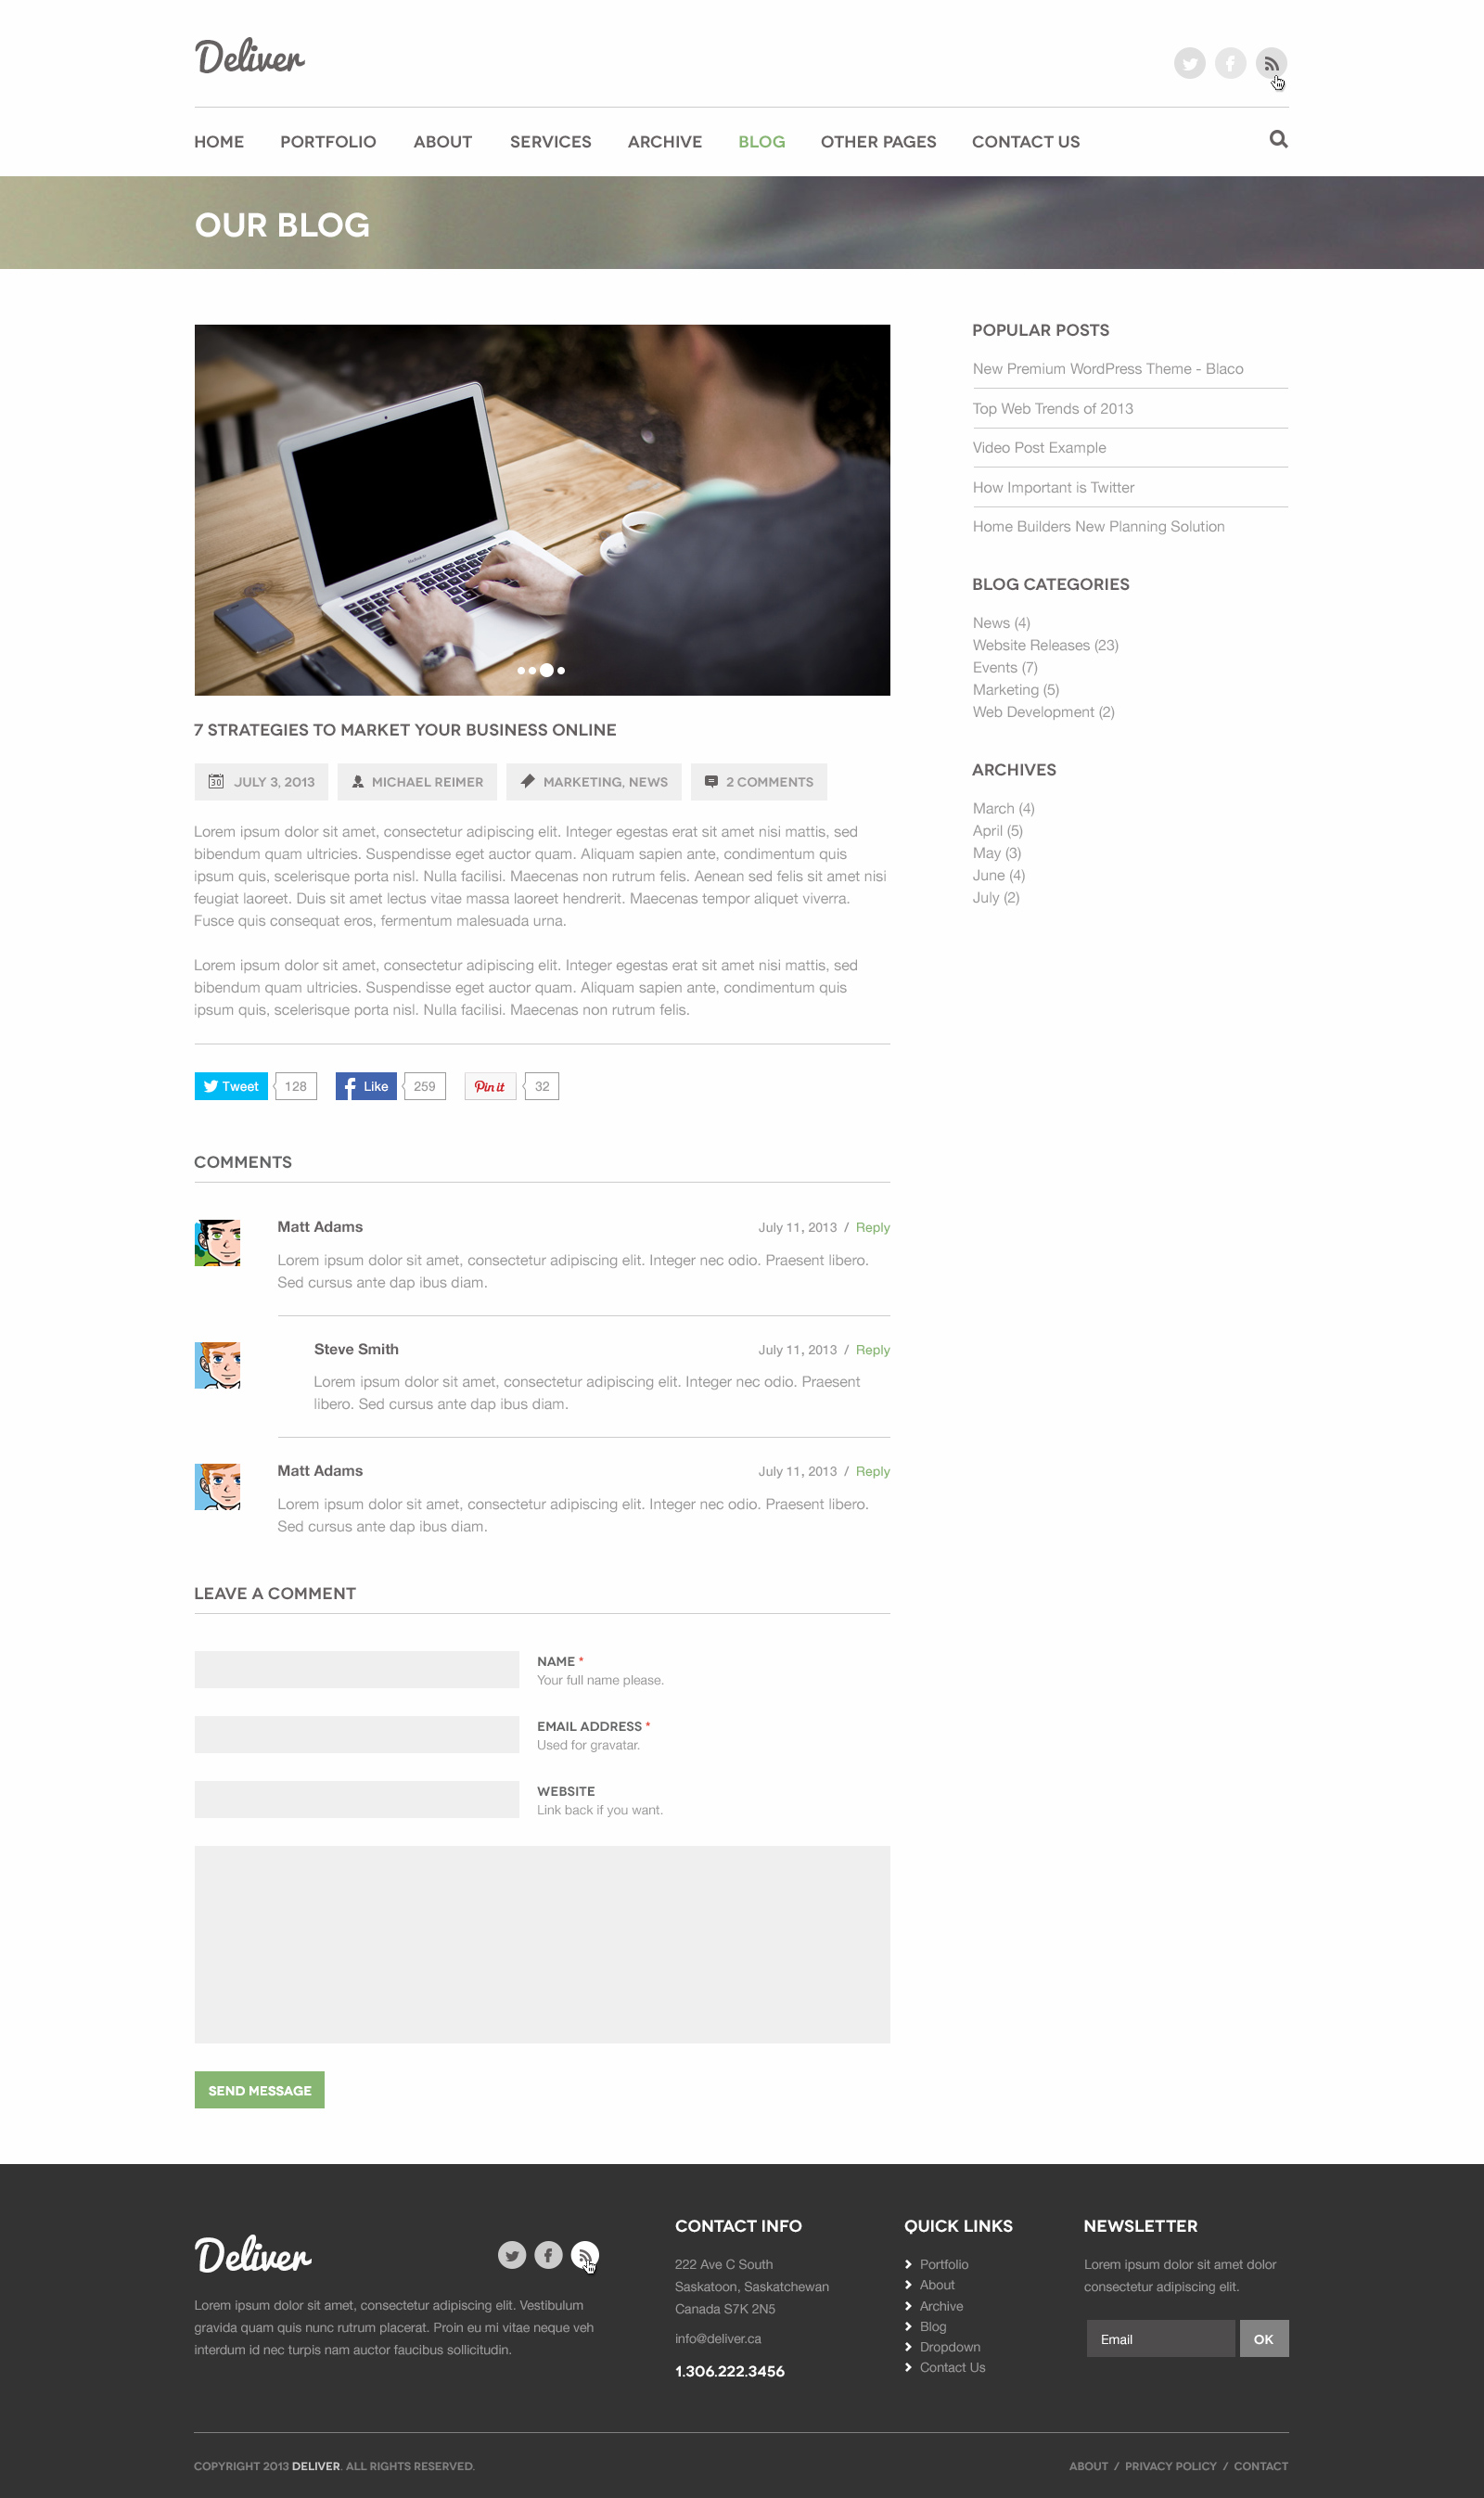 Deliver
HOME PORTFOLIO ABOUT SERVICES ARCHIVE BLOG OTHER PAGES CONTACT US
OUR BLOG
7 STRATEGIES TO MARKET YOUR BUSINESS ONLINE
30 JULY 3, 2013 MICHAEL REIMER MARKETING, NEWS 2 COMMENTS
Lorem ipsum dolor sit amet, consectetur adipiscing elit. Integer egestas erat sit amet nisi mattis, sed
bibendum quam ultricies. Suspendisse eget auctor quam. Aliquam sapien ante, condimentum quis
ipsum quis, scelerisque porta nisl. Nulla facilisi. Maecenas non rutrum felis. Aenean sed felis sit amet nisi
feugiat laoreet. Duis sit amet lectus vitae massa laoreet hendrerit. Maecenas tempor aliquet viverra.
Fusce quis consequat eros, fermentum malesuada urna.
Lorem ipsum dolor sit amet, consectetur adipiscing elit. Integer egestas erat sit amet nisi mattis, sed
bibendum quam ultricies. Suspendisse eget auctor quam. Aliquam sapien ante, condimentum quis
ipsum quis, scelerisque porta nisl. Nulla facilisi. Maecenas non rutrum felis.
Tweet 128 Like 259 Pin it 32
COMMENTS
Matt Adams July 11, 2013 / Reply
Lorem ipsum dolor sit amet, consectetur adipiscing elit. Integer nec odio. Praesent libero.
Sed cursus ante dap ibus diam.
Steve Smith July 11, 2013 / Reply
Lorem ipsum dolor sit amet, consectetur adipiscing elit. Integer nec odio. Praesent
libero. Sed cursus ante dap ibus diam.
Matt Adams July 11, 2013 / Reply
Lorem ipsum dolor sit amet, consectetur adipiscing elit. Integer nec odio. Praesent libero.
Sed cursus ante dap ibus diam.
LEAVE A COMMENT
NAME *
Your full name please.
EMAIL ADDRESS *
Used for gravatar.
WEBSITE
Link back if you want.
SEND MESSAGE
POPULAR POSTS
New Premium WordPress Theme - Blaco
Top Web Trends of 2013
Video Post Example
How Important is Twitter
Home Builders New Planning Solution
BLOG CATEGORIES
News (4)
Website Releases (23)
Events (7)
Marketing (5)
Web Development (2)
ARCHIVES
March (4)
April (5)
May (3)
June (4)
July (2)
Deliver
Lorem ipsum dolor sit amet, consectetur adipiscing elit. Vestibulum
gravida quam quis nunc rutrum placerat. Proin eu mi vitae neque veh
interdum id nec turpis nam auctor faucibus sollicitudin.
CONTACT INFO
222 Ave C South
Saskatoon, Saskatchewan
Canada S7K 2N5
info@deliver.ca
1.306.222.3456
QUICK LINKS
Portfolio
About
Archive
Blog
Dropdown
Contact Us
NEWSLETTER
Lorem ipsum dolor sit amet dolor
consectetur adipiscing elit.
Email OK
COPYRIGHT 2013 DELIVER. ALL RIGHTS RESERVED.
ABOUT / PRIVACY POLICY / CONTACT